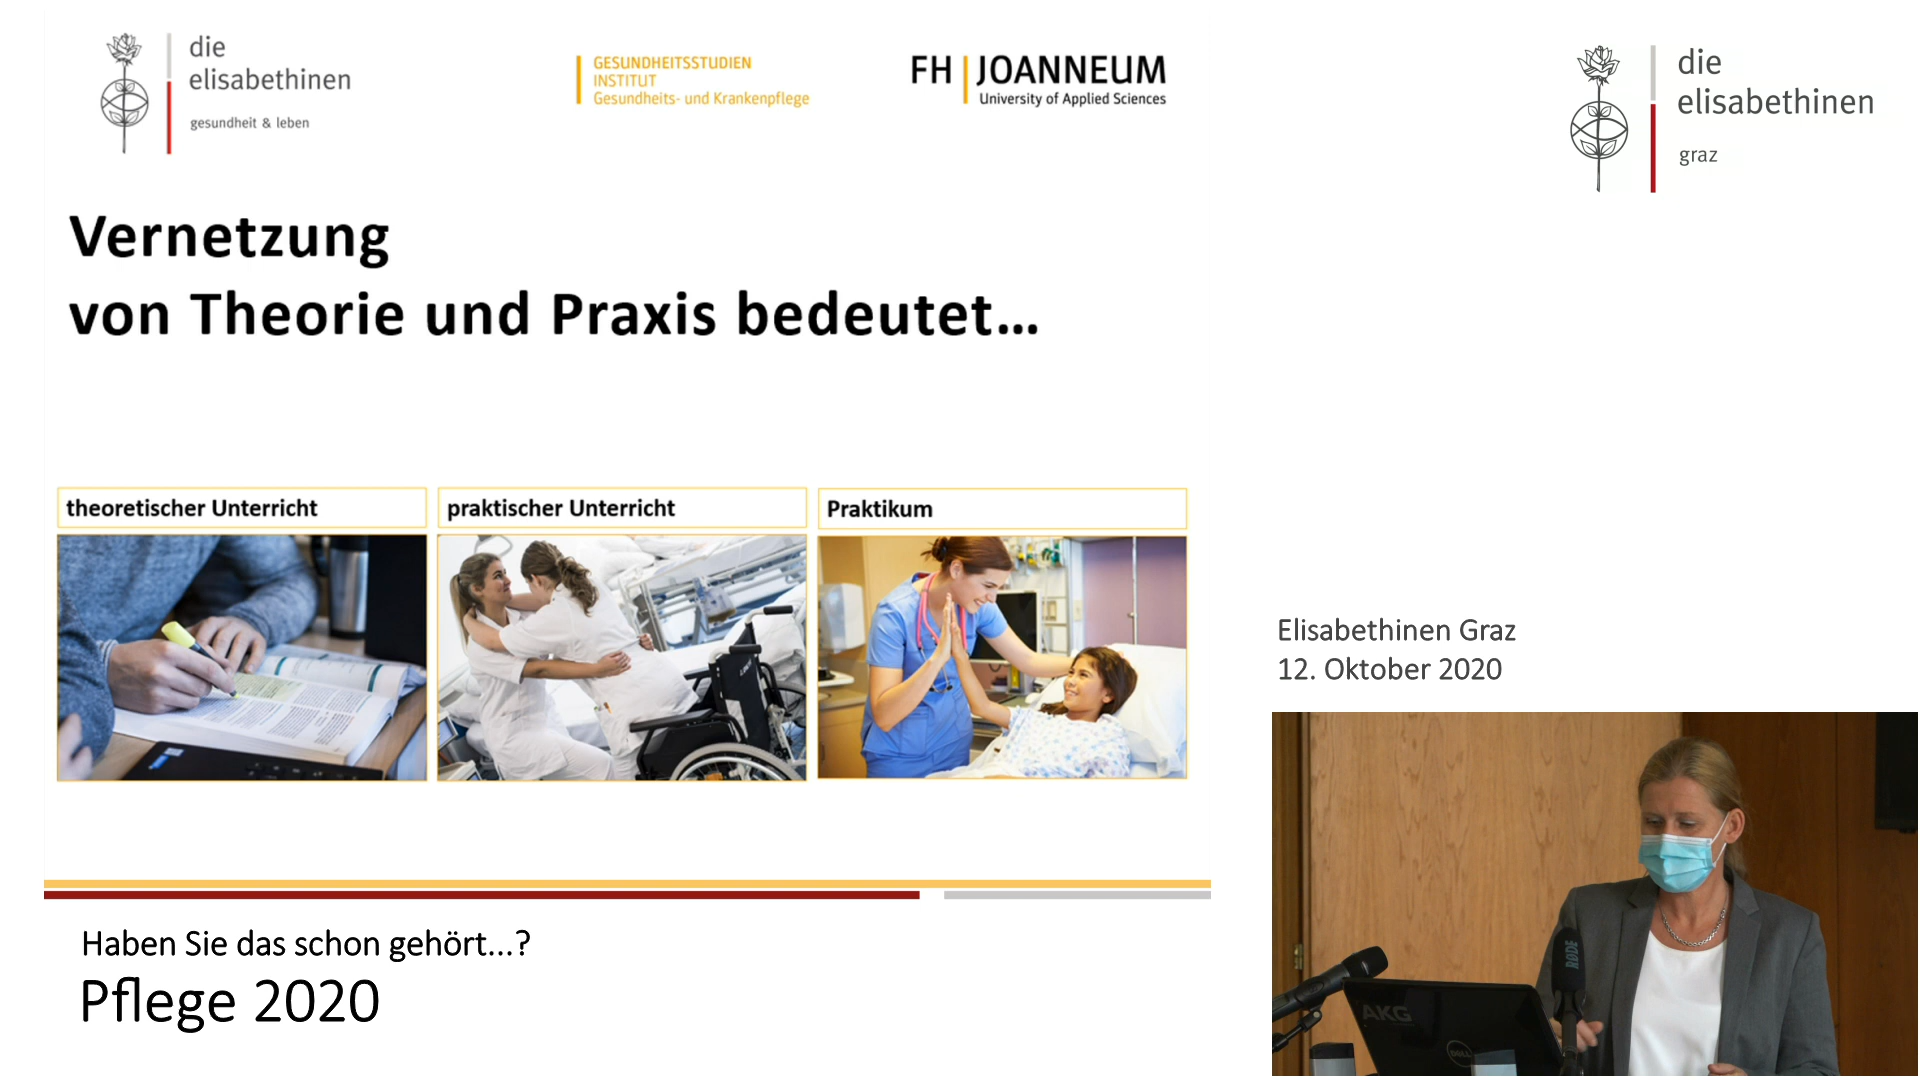 die
elisabethinen
gesundheit & leben
GESUNDHEITSSTUDIEN
INSTITUT
Gesundheits- und Krankenpflege
FH JOANNEUM
University of Applied Sciences
die
elisabethinen
graz
Vernetzung
von Theorie und Praxis bedeutet...
theoretischer Unterricht
praktischer Unterricht
Praktikum
Elisabethinen Graz
12. Oktober 2020
RØDE
AKG
DELL
Haben Sie das schon gehört...?
Pflege 2020